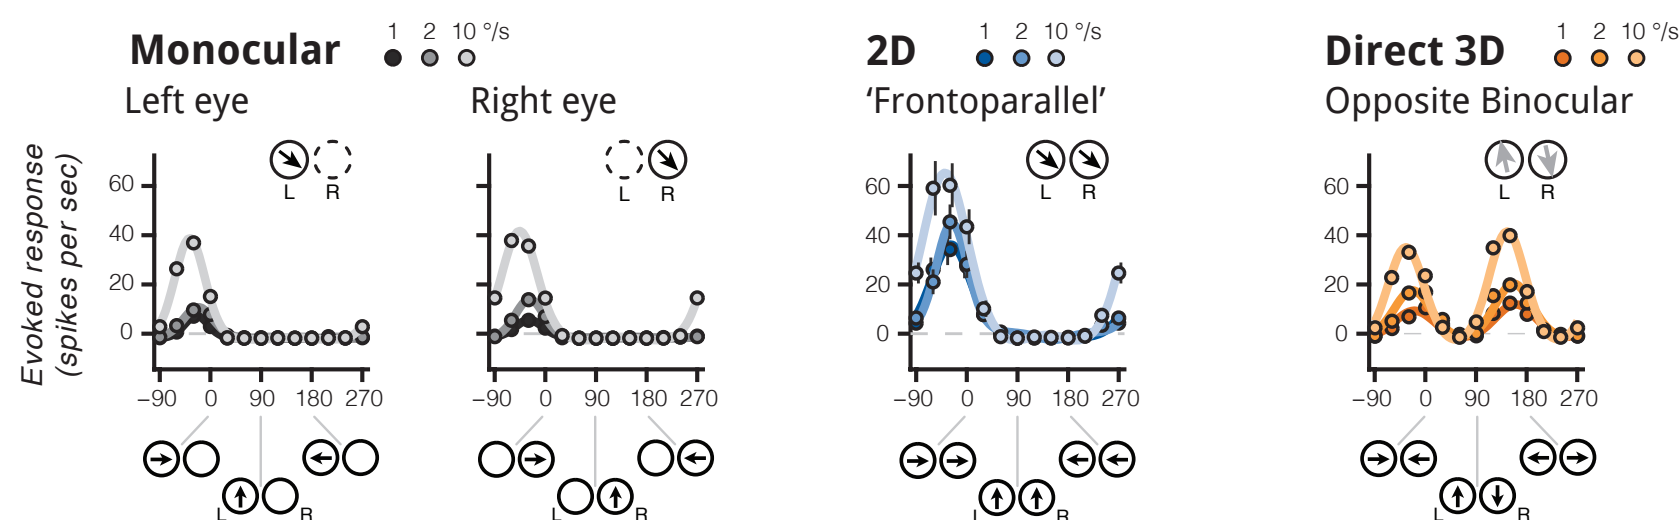 Monocular
1 2 10 °/s
Left eye
Right eye
2D
1 2 10 °/s
'Frontoparallel'
Direct 3D
1 2 10 °/s
Opposite Binocular
Evoked response
(spikes per sec)
L R
60
40
20
0
−90 0 90 180 270
L R
L R
−90 0 90 180 270
L R
L R
60
40
20
0
−90 0 90 180 270
L R
L R
60
40
20
0
−90 0 90 180 270
L R